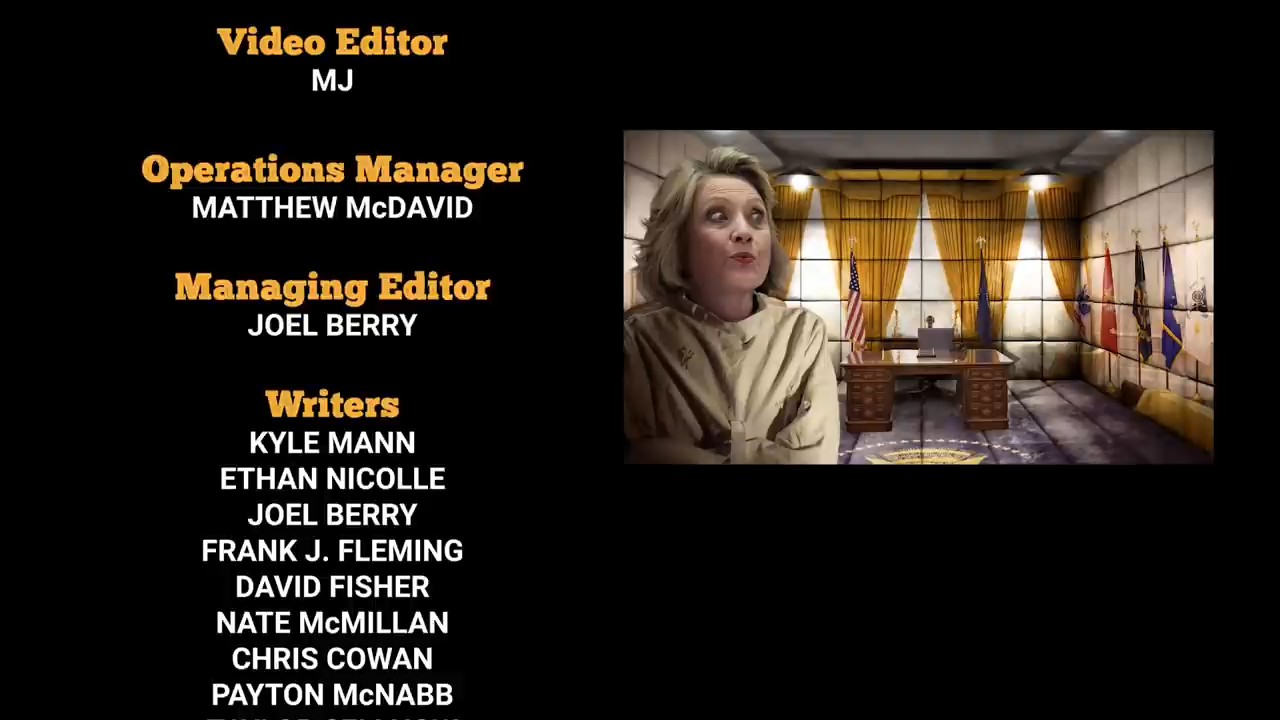 Video Editor
MJ
Operations Manager
MATTHEW McDAVID
Managing Editor
JOEL BERRY
Writers
KYLE MANN
ETHAN NICOLLE
JOEL BERRY
FRANK J. FLEMING
DAVID FISHER
NATE McMILLAN
CHRIS COWAN
PAYTON McNABB